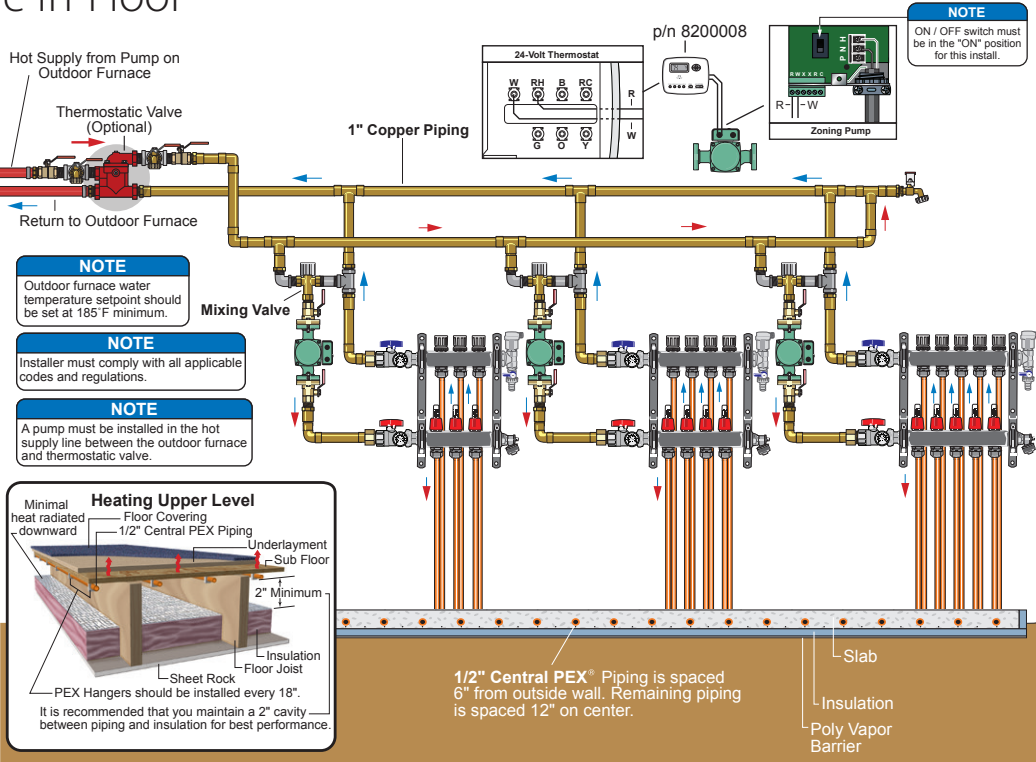 Hot Supply from Pump on
Outdoor Furnace
Thermostatic Valve
(Optional)
1" Copper Piping
24-Volt Thermostat
W RH B RC
R
W
G O Y
p/n 8200008
P N H
R W X X R C
R W
Zoning Pump
NOTE
ON / OFF switch must
be in the "ON" position
for this install.
Return to Outdoor Furnace
NOTE
Outdoor furnace water
temperature setpoint should
be set at 185°F minimum.
Mixing Valve
NOTE
Installer must comply with all applicable
codes and regulations.
NOTE
A pump must be installed in the hot
supply line between the outdoor furnace
and thermostatic valve.
Heating Upper Level
Minimal
heat radiated
downward
Floor Covering
1/2" Central PEX Piping
Underlayment
Sub Floor
2" Minimum
Insulation
Floor Joist
Sheet Rock
PEX Hangers should be installed every 18".
It is recommended that you maintain a 2" cavity
between piping and insulation for best performance.
1/2" Central PEX® Piping is spaced
6" from outside wall. Remaining piping
is spaced 12" on center.
Slab
Insulation
Poly Vapor
Barrier